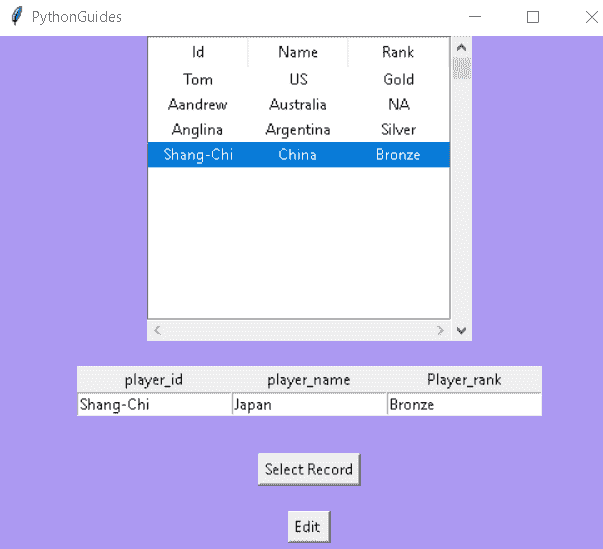 PythonGuides
Id Name Rank
Tom US Gold
Aandrew Australia NA
Anglina Argentina Silver
Shang-Chi China Bronze
player_id player_name Player_rank
Shang-Chi Japan Bronze
Select Record
Edit